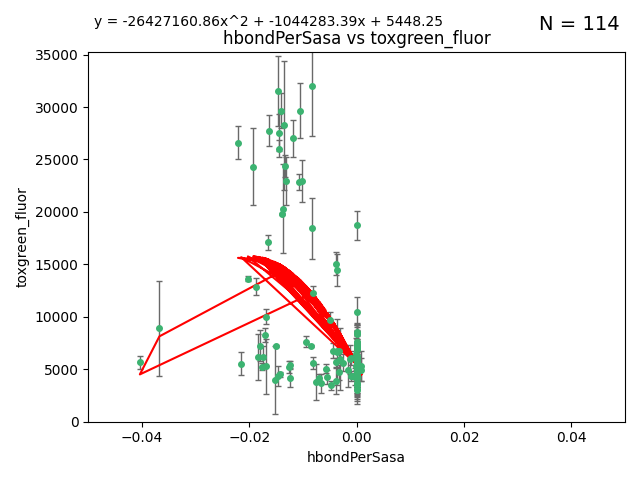 y = -26427160.86x^2 + -1044283.39x + 5448.25
N = 114
hbondPerSasa vs toxgreen_fluor
35000
30000
25000
20000
15000
10000
5000
0
toxgreen_fluor
−0.04
−0.02
0.00
0.02
0.04
hbondPerSasa